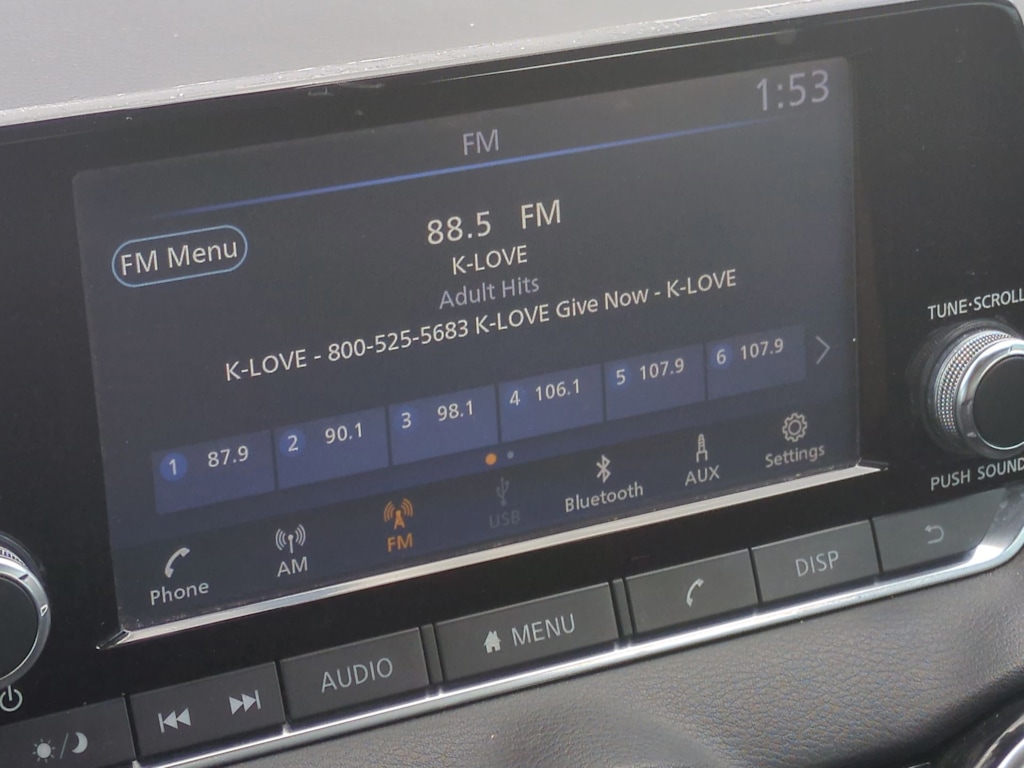 1:53
FM
FM Menu
88.5 FM
K-LOVE
Adult Hits
K-LOVE - 800-525-5683 K-LOVE Give Now - K-LOVE
1 87.9 2 90.1 3 98.1 4 106.1 5 107.9 6 107.9
Phone AM FM USB Bluetooth AUX Settings
TUNE·SCROLL
PUSH SOUND
AUDIO MENU DISP